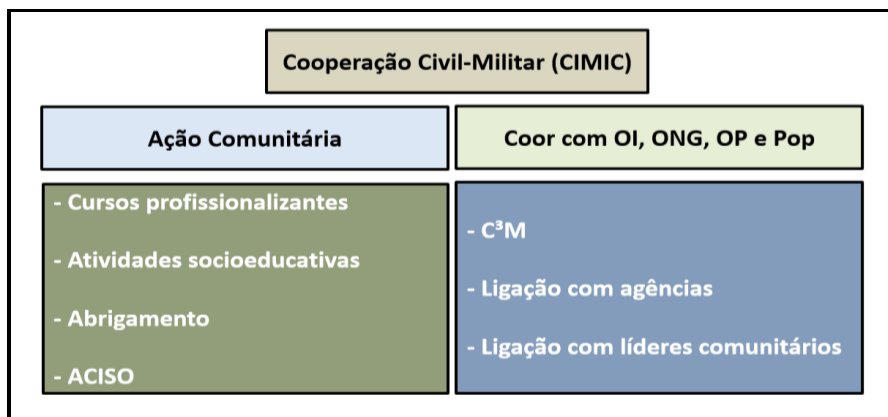 Cooperação Civil-Militar (CIMIC)
Ação Comunitária
- Cursos profissionalizantes
- Atividades socioeducativas
- Abrigamento
- ACISO
Coor com OI, ONG, OP e Pop
- C³M
- Ligação com agências
- Ligação com líderes comunitários